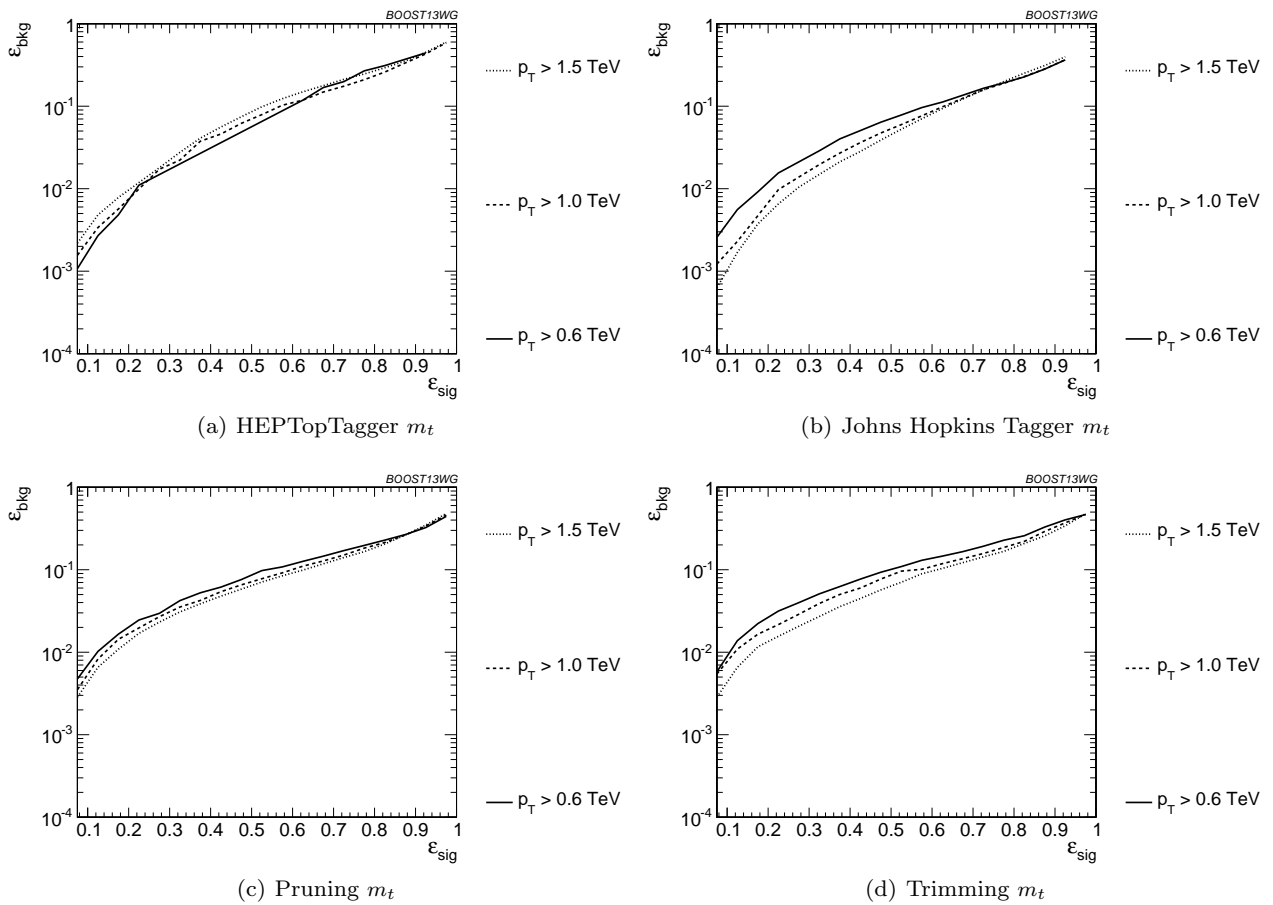 BOOST13WG
ε_bkg
1
10^-1
10^-2
10^-3
10^-4
0.1 0.2 0.3 0.4 0.5 0.6 0.7 0.8 0.9 1
ε_sig
p_T > 1.5 TeV
p_T > 1.0 TeV
p_T > 0.6 TeV
(a) HEPTopTagger m_t
BOOST13WG
ε_bkg
1
10^-1
10^-2
10^-3
10^-4
0.1 0.2 0.3 0.4 0.5 0.6 0.7 0.8 0.9 1
ε_sig
p_T > 1.5 TeV
p_T > 1.0 TeV
p_T > 0.6 TeV
(b) Johns Hopkins Tagger m_t
BOOST13WG
ε_bkg
1
10^-1
10^-2
10^-3
10^-4
0.1 0.2 0.3 0.4 0.5 0.6 0.7 0.8 0.9 1
ε_sig
p_T > 1.5 TeV
p_T > 1.0 TeV
p_T > 0.6 TeV
(c) Pruning m_t
BOOST13WG
ε_bkg
1
10^-1
10^-2
10^-3
10^-4
0.1 0.2 0.3 0.4 0.5 0.6 0.7 0.8 0.9 1
ε_sig
p_T > 1.5 TeV
p_T > 1.0 TeV
p_T > 0.6 TeV
(d) Trimming m_t